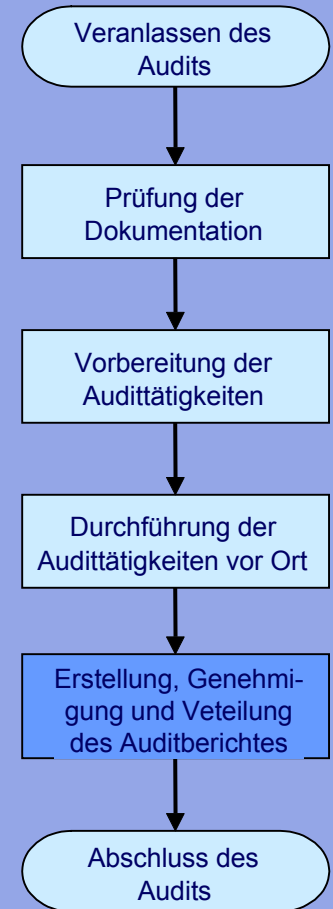 Veranlassen des
Audits
Prüfung der
Dokumentation
Vorbereitung der
Audittätigkeiten
Durchführung der
Audittätigkeiten vor Ort
Erstellung, Genehmi-
gung und Veteilung
des Auditberichtes
Abschluss des
Audits